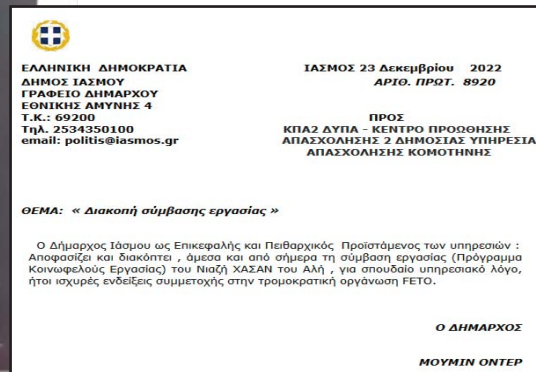 ΕΛΛΗΝΙΚΗ ΔΗΜΟΚΡΑΤΙΑ
ΔΗΜΟΣ ΙΑΣΜΟΥ
ΓΡΑΦΕΙΟ ΔΗΜΑΡΧΟΥ
ΕΘΝΙΚΗΣ ΑΜΥΝΗΣ 4
Τ.Κ.: 69200
Τηλ. 2534350100
email: politis@iasmos.gr
ΙΑΣΜΟΣ 23 Δεκεμβρίου 2022
ΑΡΙΘ. ΠΡΩΤ. 8920
ΠΡΟΣ
ΚΠΑ2 ΔΥΠΑ - ΚΕΝΤΡΟ ΠΡΟΩΘΗΣΗΣ
ΑΠΑΣΧΟΛΗΣΗΣ 2 ΔΗΜΟΣΙΑΣ ΥΠΗΡΕΣΙΑ
ΑΠΑΣΧΟΛΗΣΗΣ ΚΟΜΟΤΗΝΗΣ
ΘΕΜΑ: « Διακοπή σύμβασης εργασίας »
Ο Δήμαρχος Ιάσμου ως Επικεφαλής και Πειθαρχικός Προϊστάμενος των υπηρεσιών :
Αποφασίζει και διακόπτει , άμεσα και από σήμερα τη σύμβαση εργασίας (Πρόγραμμα
Κοινωφελούς Εργασίας) του Νιαζή ΧΑΣΑΝ του Αλή , για σπουδαίο υπηρεσιακό λόγο,
ήτοι ισχυρές ενδείξεις συμμετοχής στην τρομοκρατική οργάνωση FETO.
Ο ΔΗΜΑΡΧΟΣ
ΜΟΥΜΙΝ ΟΝΤΕΡ